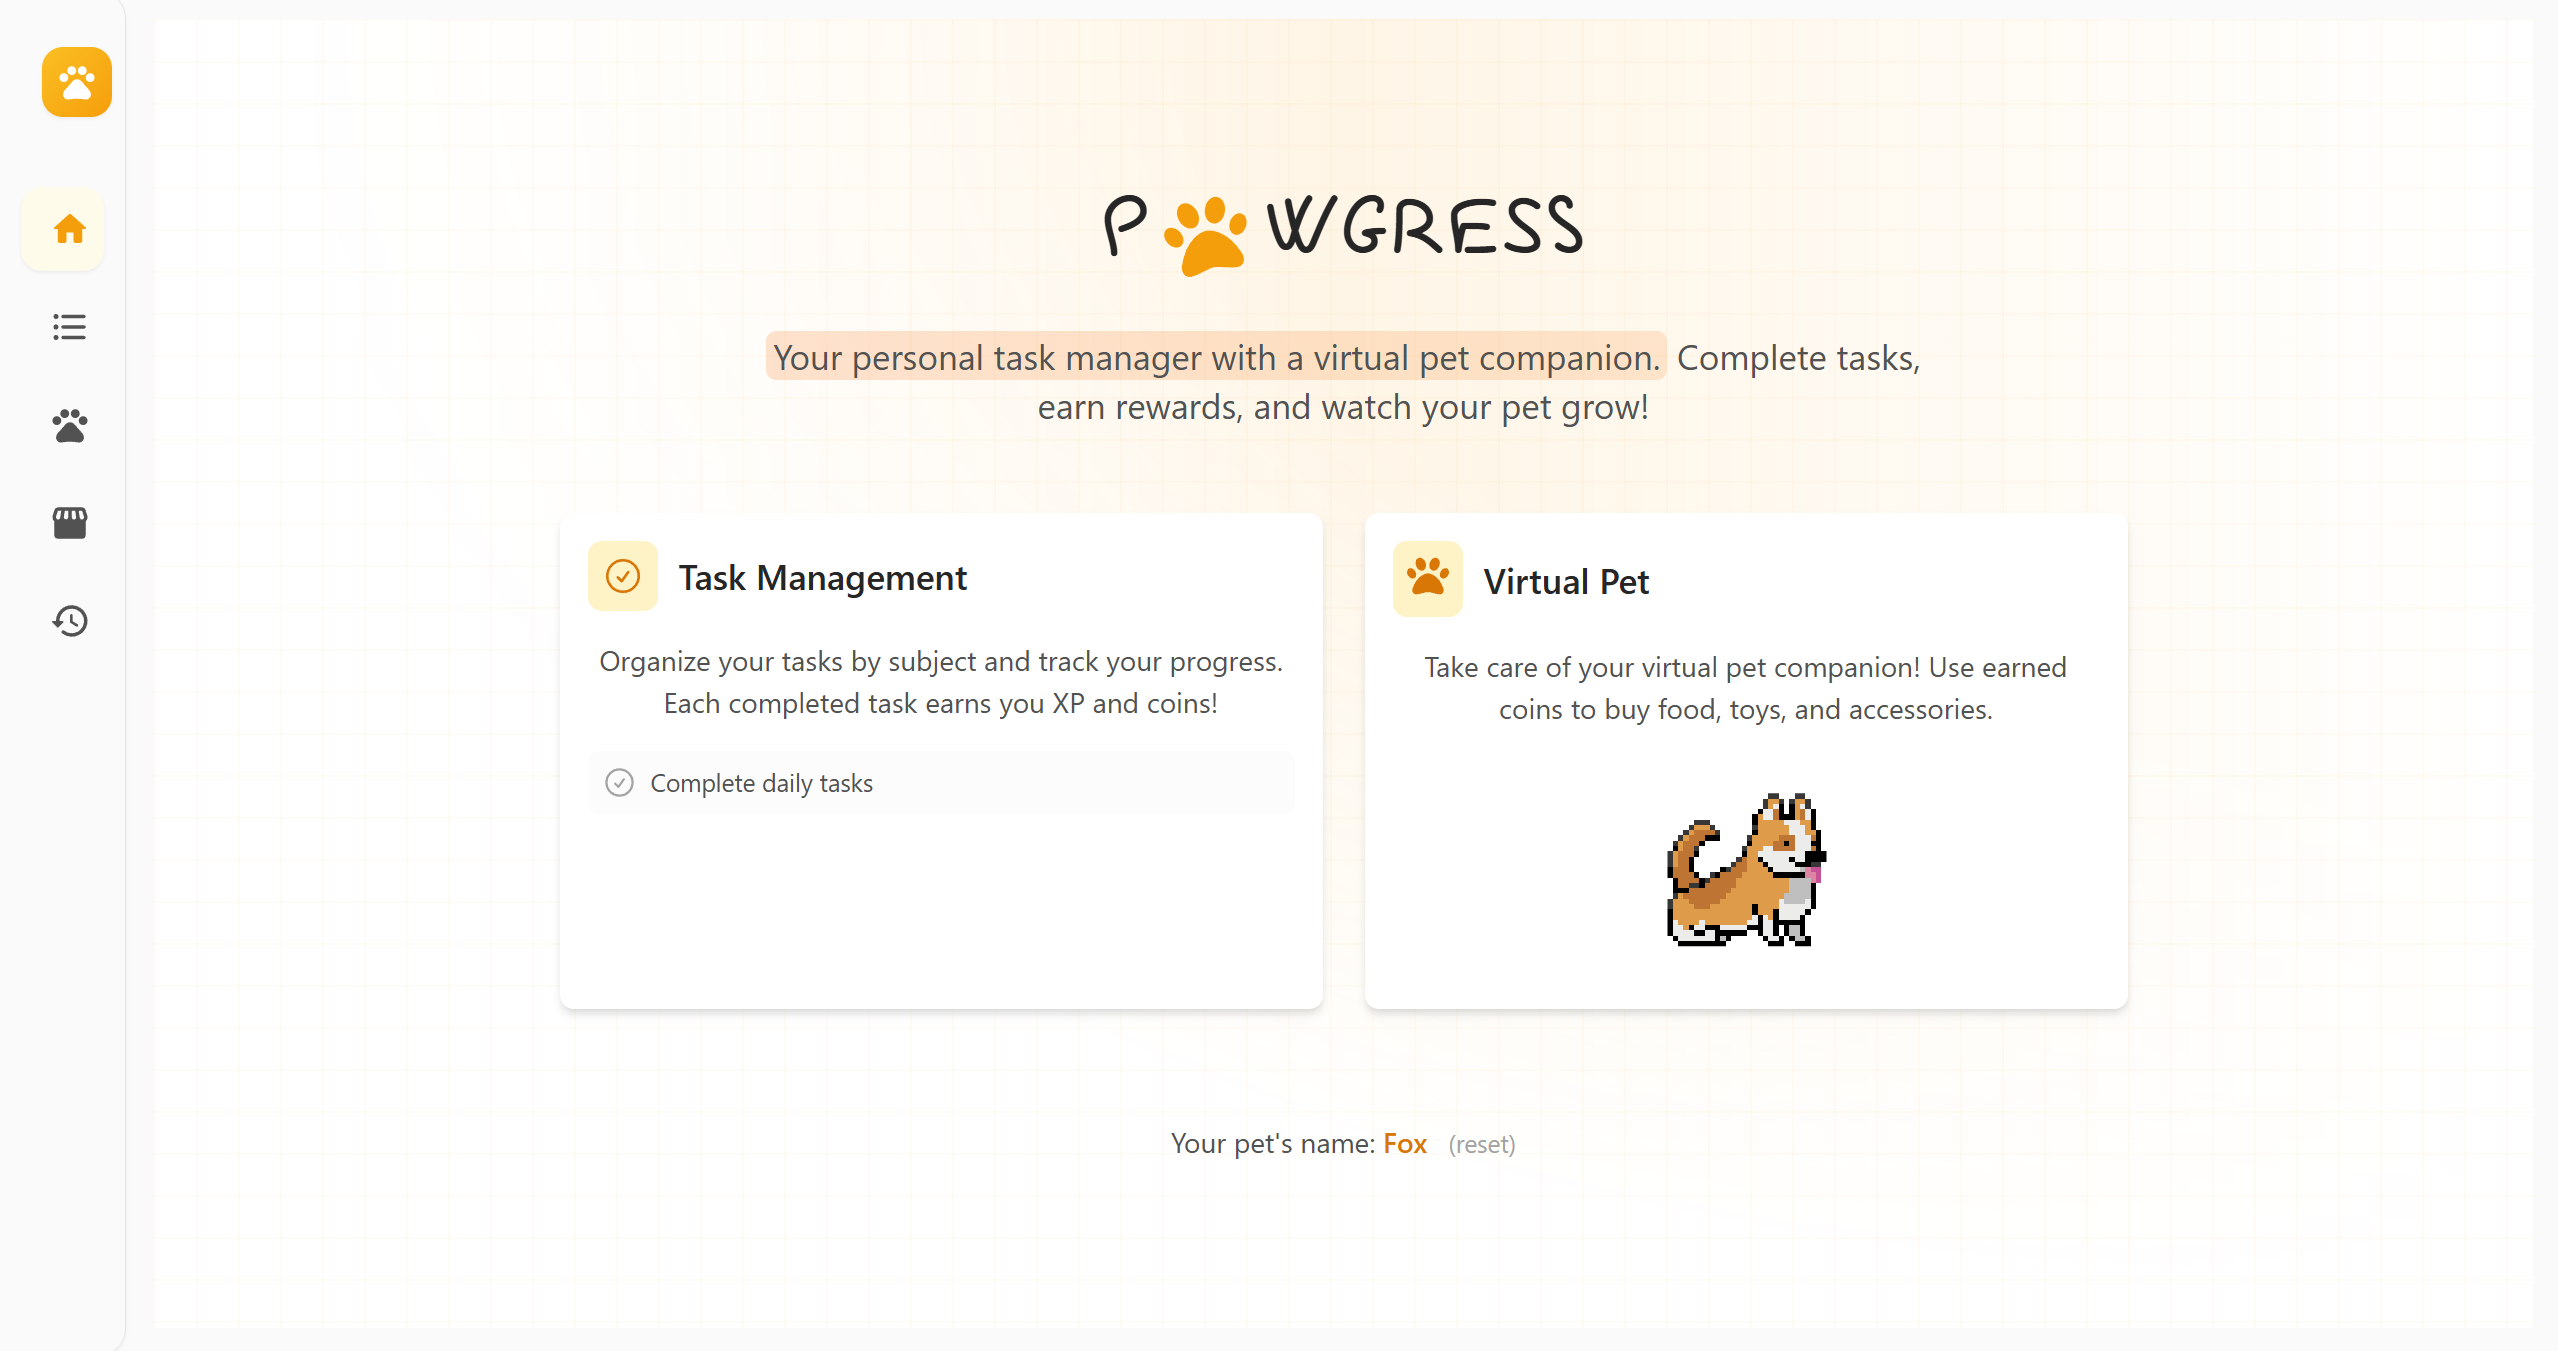 PAWGRESS
Your personal task manager with a virtual pet companion. Complete tasks,
earn rewards, and watch your pet grow!
Task Management
Organize your tasks by subject and track your progress.
Each completed task earns you XP and coins!
Complete daily tasks
Virtual Pet
Take care of your virtual pet companion! Use earned
coins to buy food, toys, and accessories.
Your pet's name: Fox (reset)